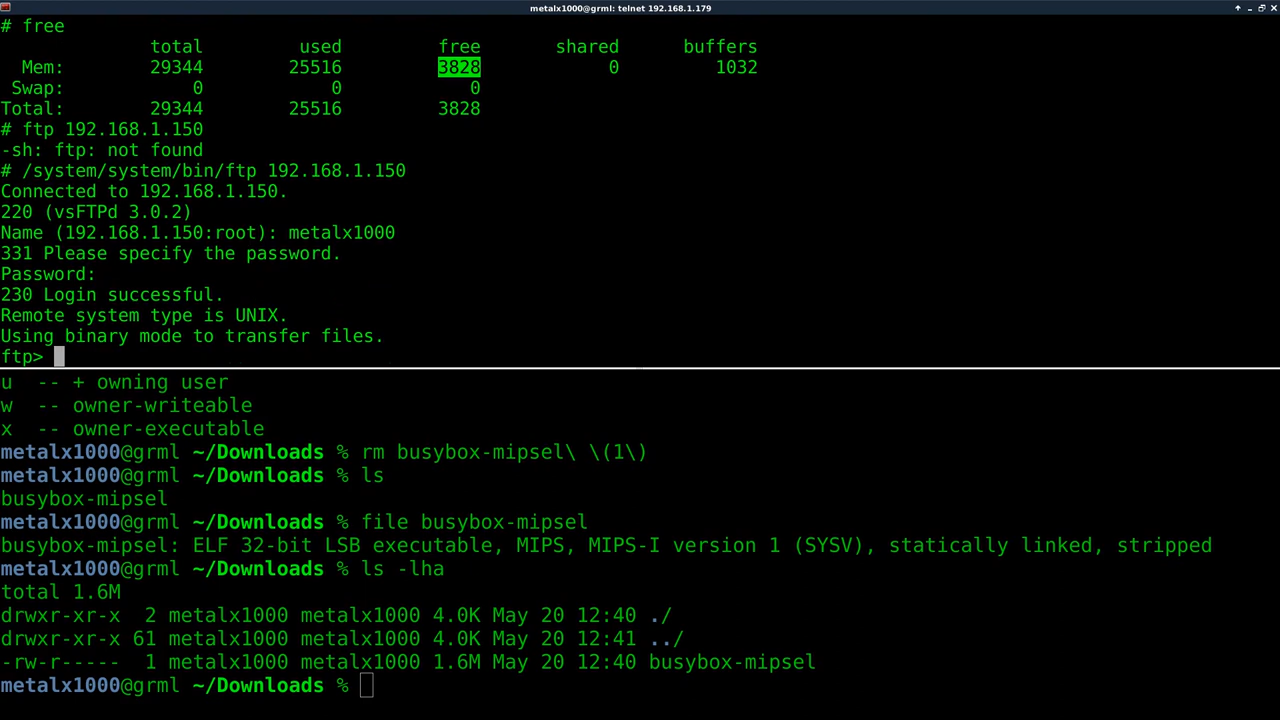 metalx1000@grml: telnet 192.168.1.179
# free
total used free shared buffers
Mem: 29344 25516 3828 0 1032
Swap: 0 0 0
Total: 29344 25516 3828
# ftp 192.168.1.150
-sh: ftp: not found
# /system/system/bin/ftp 192.168.1.150
Connected to 192.168.1.150.
220 (vsFTPd 3.0.2)
Name (192.168.1.150:root): metalx1000
331 Please specify the password.
Password:
230 Login successful.
Remote system type is UNIX.
Using binary mode to transfer files.
ftp>
u -- + owning user
w -- owner-writeable
x -- owner-executable
metalx1000@grml ~/Downloads % rm busybox-mipsel\ \(1\)
metalx1000@grml ~/Downloads % ls
busybox-mipsel
metalx1000@grml ~/Downloads % file busybox-mipsel
busybox-mipsel: ELF 32-bit LSB executable, MIPS, MIPS-I version 1 (SYSV), statically linked, stripped
metalx1000@grml ~/Downloads % ls -lha
total 1.6M
drwxr-xr-x 2 metalx1000 metalx1000 4.0K May 20 12:40 ./
drwxr-xr-x 61 metalx1000 metalx1000 4.0K May 20 12:41 ../
-rw-r----- 1 metalx1000 metalx1000 1.6M May 20 12:40 busybox-mipsel
metalx1000@grml ~/Downloads %